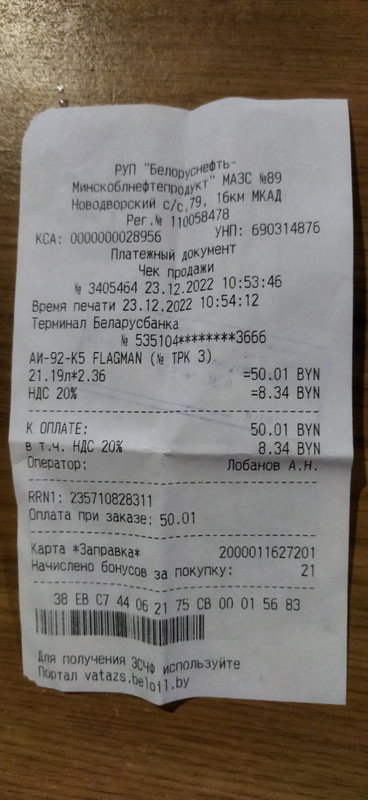 РУП "Белоруснефть-
Минскоблнефтепродукт" МАЗС №89
Новодворский с/с,79, 16км МКАД
Рег.№ 110058478
КСА: 0000000028956 УНП: 690314876
Платежный документ
Чек продажи
№ 3405464 23.12.2022 10:53:46
Время печати 23.12.2022 10:54:12
Терминал Беларусбанка
№ 535104********3666
АИ-92-К5 FLAGMAN (№ ТРК 3)
21.19л*2.36 =50.01 BYN
НДС 20% =8.34 BYN
К ОПЛАТЕ: 50.01 BYN
в т.ч. НДС 20% 8.34 BYN
Оператор: Лобанов А.Н.
RRN1: 235710828311
Оплата при заказе: 50.01
Карта *Заправка* 2000011627201
Начислено бонусов за покупку: 21
38 EB C7 44 06 21 75 CB 00 01 56 83
Для получения ЭСЧФ используйте
Портал vatazs.beloil.by